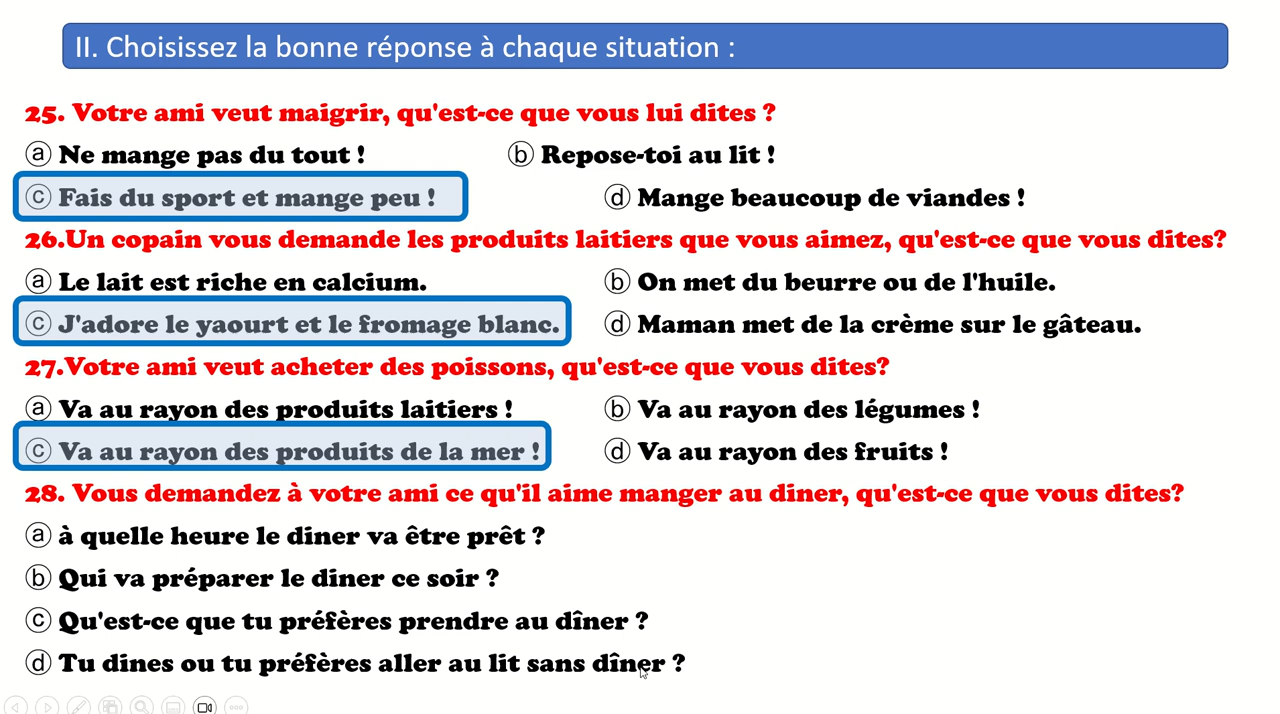 II. Choisissez la bonne réponse à chaque situation :
25. Votre ami veut maigrir, qu'est-ce que vous lui dites ?
ⓐ Ne mange pas du tout ! ⓑ Repose-toi au lit !
ⓒ Fais du sport et mange peu ! ⓓ Mange beaucoup de viandes !
26.Un copain vous demande les produits laitiers que vous aimez, qu'est-ce que vous dites?
ⓐ Le lait est riche en calcium. ⓑ On met du beurre ou de l'huile.
ⓒ J'adore le yaourt et le fromage blanc. ⓓ Maman met de la crème sur le gâteau.
27.Votre ami veut acheter des poissons, qu'est-ce que vous dites?
ⓐ Va au rayon des produits laitiers ! ⓑ Va au rayon des légumes !
ⓒ Va au rayon des produits de la mer ! ⓓ Va au rayon des fruits !
28. Vous demandez à votre ami ce qu'il aime manger au diner, qu'est-ce que vous dites?
ⓐ à quelle heure le diner va être prêt ?
ⓑ Qui va préparer le diner ce soir ?
ⓒ Qu'est-ce que tu préfères prendre au dîner ?
ⓓ Tu dines ou tu préfères aller au lit sans dîner ?